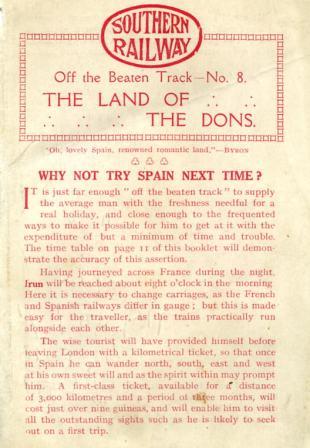 SOUTHERN
RAILWAY
Off the Beaten Track—No. 8.
THE LAND OF ∴ ∴
∴ ∴ ∴ THE DONS.
"Oh, lovely Spain, renowned romantic land,"—BYRON
WHY NOT TRY SPAIN NEXT TIME?
IT is just far enough "off the beaten track" to supply
the average man with the freshness needful for a
real holiday, and close enough to the frequented
ways to make it possible for him to get at it with the
expenditure of but a minimum of time and trouble.
The time table on page 11 of this booklet will demon-
strate the accuracy of this assertion.
Having journeyed across France during the night,
Irun will be reached about eight o'clock in the morning
Here it is necessary to change carriages, as the French
and Spanish railways differ in gauge; but this is made
easy for the traveller, as the trains practically run
alongside each other.
The wise tourist will have provided himself before
leaving London with a kilometrical ticket, so that once
in Spain he can wander north, south, east and west
at his own sweet will and as the spirit within may prompt
him. A first-class ticket, available for a distance
of 3,000 kilometres and a period of three months, will
cost just over nine guineas, and will enable him to visit
all the outstanding sights such as he is likely to seek
out on a first trip.